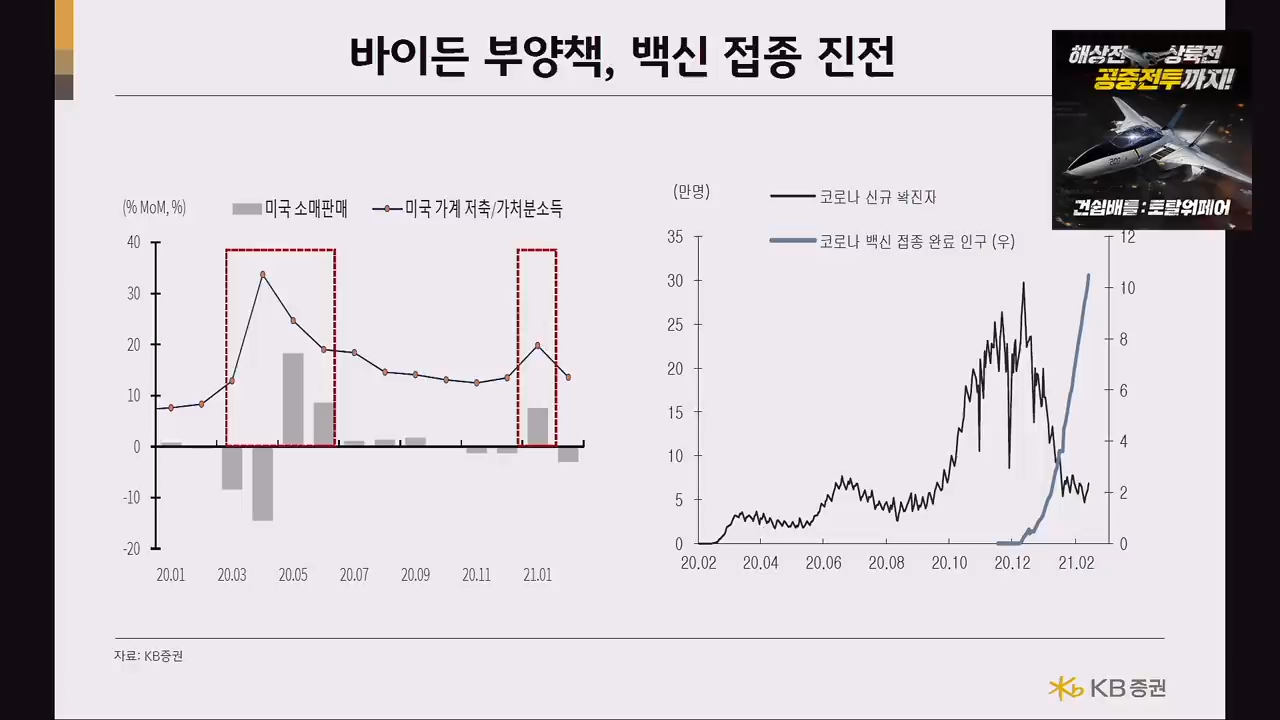 바이든 부양책, 백신 접종 진전
해상전 상륙전
공중전투까지!
202
건쉽배틀 : 토탈워페어
(% MoM, %)
미국 소매판매
미국 가계 저축/가처분소득
40
30
20
10
0
-10
-20
20.01 20.03 20.05 20.07 20.09 20.11 21.01
(만명)
코로나 신규 확진자
코로나 백신 접종 완료 인구 (우)
35
30
25
20
15
10
5
0
12
10
8
6
4
2
0
20.02 20.04 20.06 20.08 20.10 20.12 21.02
자료: KB증권
KB 증권